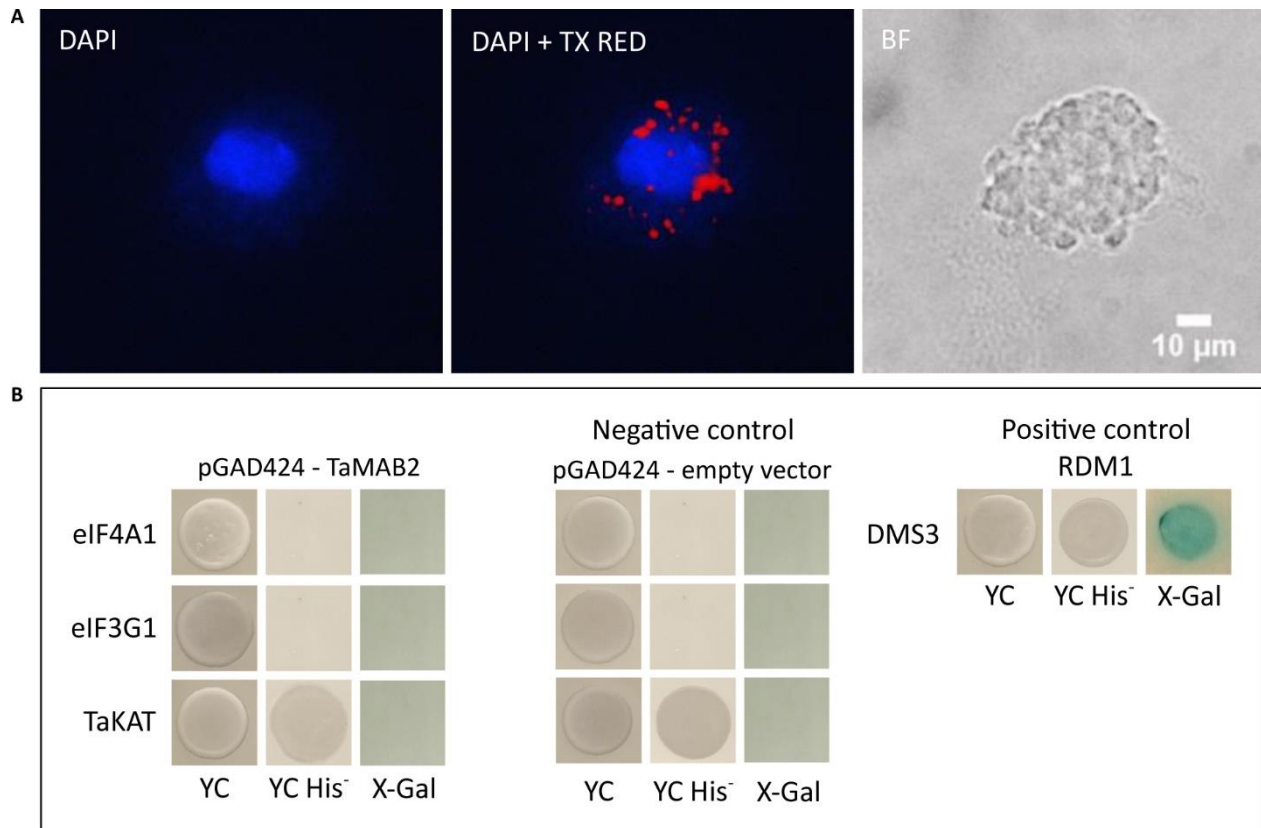 A
DAPI
DAPI + TX RED
BF
10 µm
B
Negative control
Positive control
pGAD424 - TaMAB2
pGAD424 - empty vector
RDM1
eIF4A1
DMS3
YC YC His⁻ X-Gal
eIF3G1
TaKAT
YC YC His⁻ X-Gal
YC YC His⁻ X-Gal